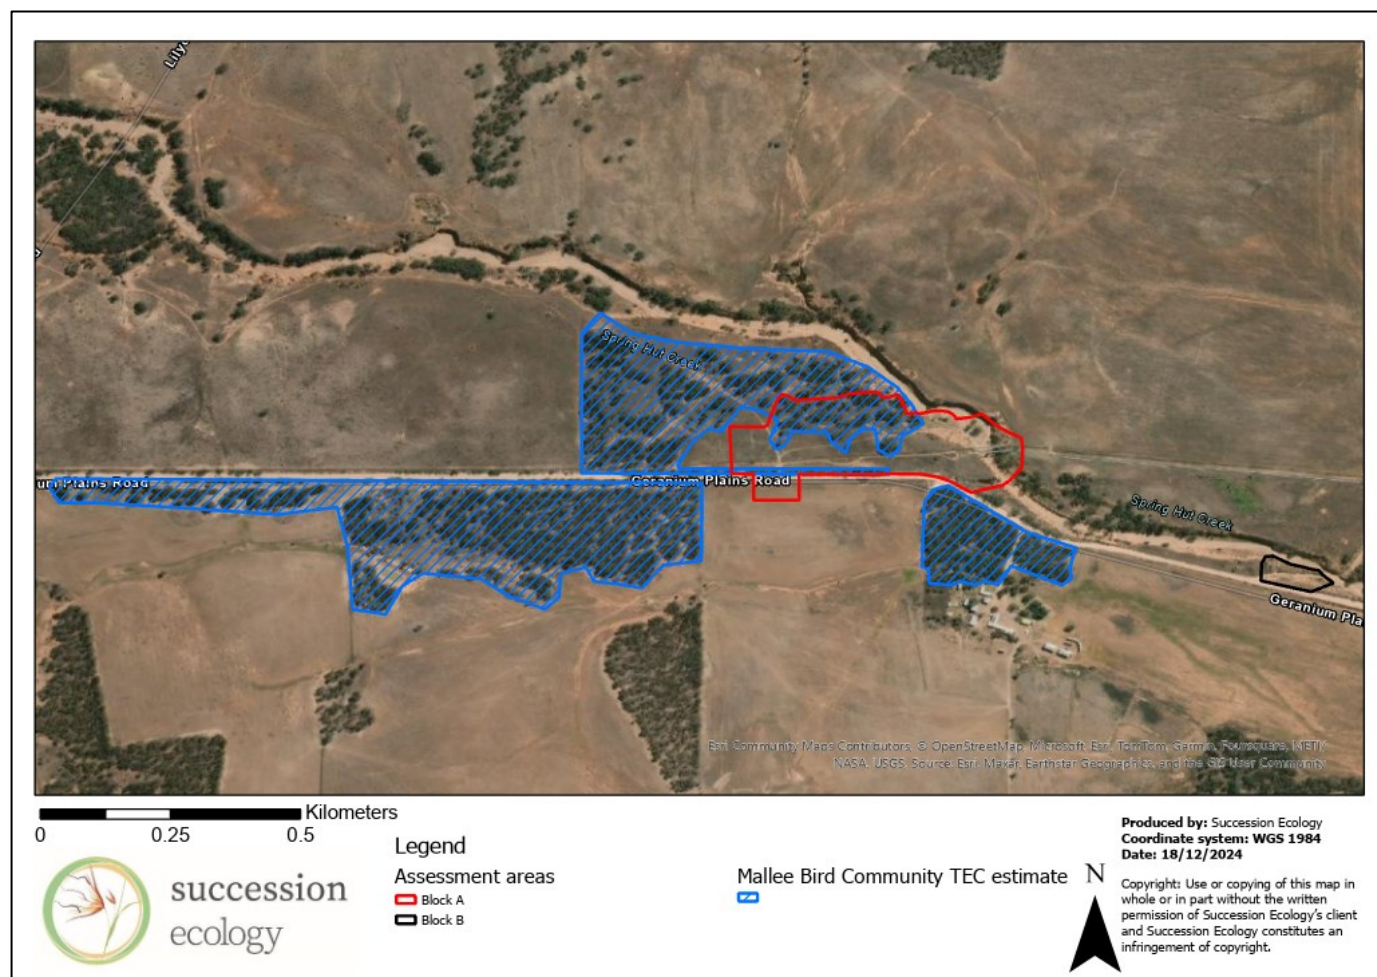 Lilyd
Spring Hut Creek
um Plains Road
Geranium Plains Road
Spring Hut Creek
Geranium Pla
Esri Community Maps Contributors, © OpenStreetMap, Microsoft, Esri, TomTom, Garmin, Foursquare, METI/
NASA, USGS, Source: Esri, Maxar, Earthstar Geographics, and the GIS User Community
Kilometers
0 0.25 0.5
Legend
Assessment areas
Block A
Block B
Mallee Bird Community TEC estimate
N
succession
ecology
Produced by: Succession Ecology
Coordinate system: WGS 1984
Date: 18/12/2024
Copyright: Use or copying of this map in
whole or in part without the written
permission of Succession Ecology's client
and Succession Ecology constitutes an
infringement of copyright.